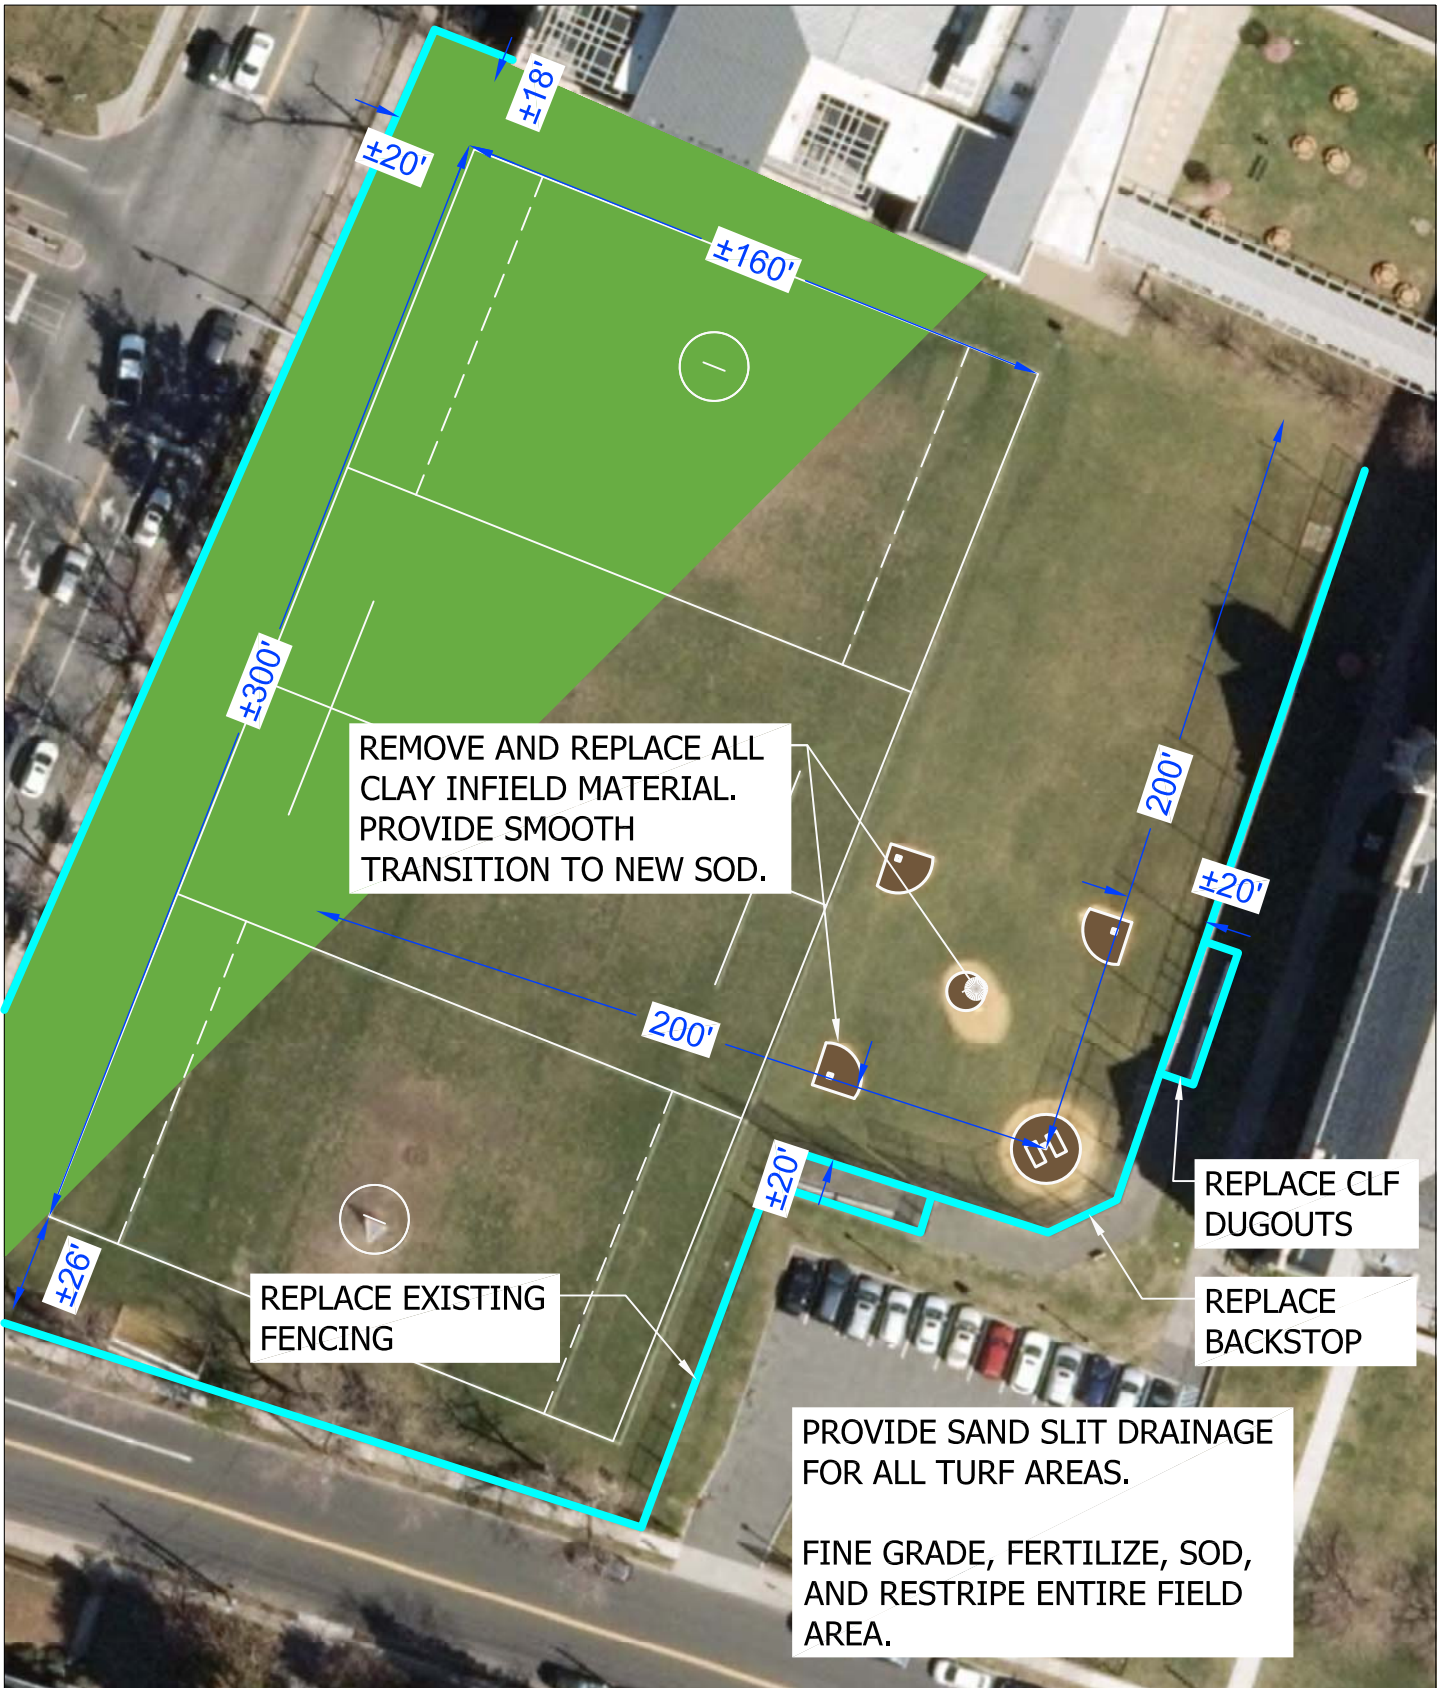 ±18'
±20'
±160'
±300'
REMOVE AND REPLACE ALL
CLAY INFIELD MATERIAL.
PROVIDE SMOOTH
TRANSITION TO NEW SOD.
200'
±20'
200'
±20'
REPLACE CLF
DUGOUTS
±26'
REPLACE EXISTING
FENCING
REPLACE
BACKSTOP
PROVIDE SAND SLIT DRAINAGE
FOR ALL TURF AREAS.
FINE GRADE, FERTILIZE, SOD,
AND RESTRIPE ENTIRE FIELD
AREA.